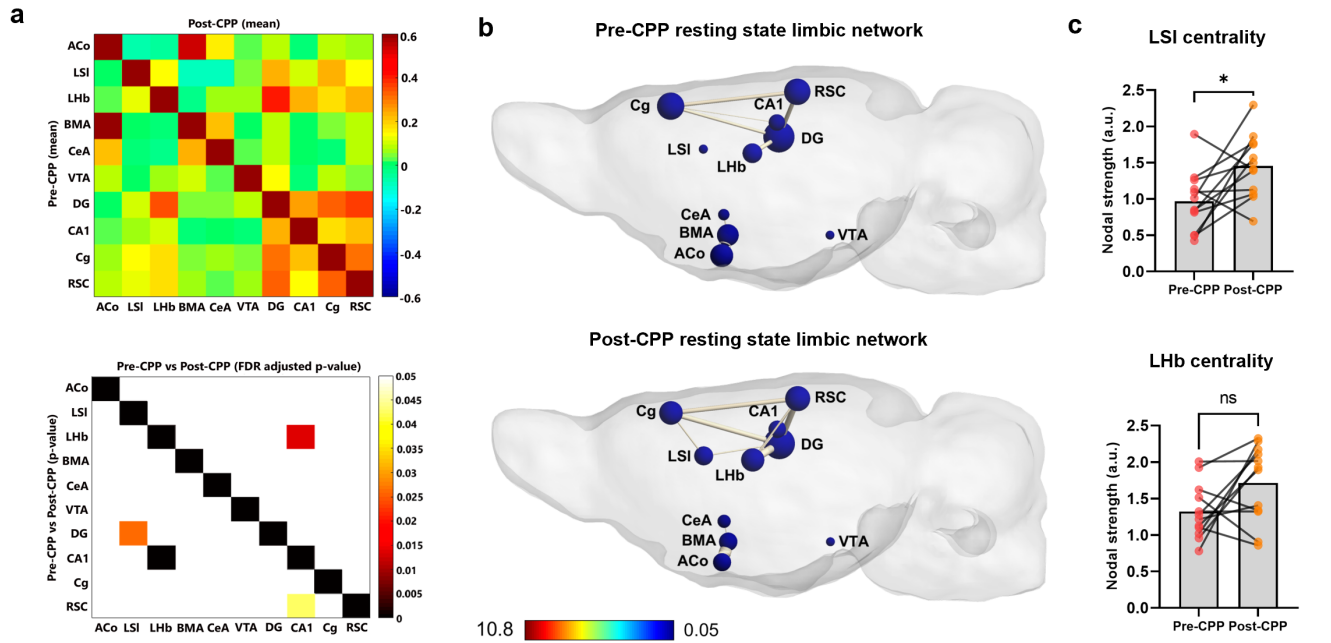 a
Post-CPP (mean)
Pre-CPP (mean)
ACo
LSI
LHb
BMA
CeA
VTA
DG
CA1
Cg
RSC
ACo LSI LHb BMA CeA VTA DG CA1 Cg RSC
0.6
0.4
0.2
0
-0.2
-0.4
-0.6
Pre-CPP vs Post-CPP (FDR adjusted p-value)
Pre-CPP vs Post-CPP (p-value)
ACo
LSI
LHb
BMA
CeA
VTA
DG
CA1
Cg
RSC
ACo LSI LHb BMA CeA VTA DG CA1 Cg RSC
0.05
0.045
0.04
0.035
0.03
0.025
0.02
0.015
0.01
0.005
0
b
Pre-CPP resting state limbic network
Cg
CA1
RSC
DG
LSI
LHb
CeA
BMA
ACo
VTA
Post-CPP resting state limbic network
Cg
CA1
RSC
DG
LSI
LHb
CeA
BMA
ACo
VTA
10.8 0.05
c
LSI centrality
*
Nodal strength (a.u.)
2.5
2.0
1.5
1.0
0.5
0.0
Pre-CPP Post-CPP
LHb centrality
ns
Nodal strength (a.u.)
2.5
2.0
1.5
1.0
0.5
0.0
Pre-CPP Post-CPP